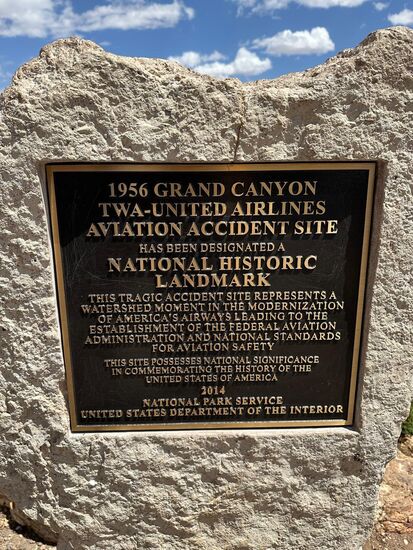 1956 GRAND CANYON
TWA-UNITED AIRLINES
AVIATION ACCIDENT SITE
HAS BEEN DESIGNATED A
NATIONAL HISTORIC
LANDMARK
THIS TRAGIC ACCIDENT SITE REPRESENTS A
WATERSHED MOMENT IN THE MODERNIZATION
OF AMERICA'S AIRWAYS LEADING TO THE
ESTABLISHMENT OF THE FEDERAL AVIATION
ADMINISTRATION AND NATIONAL STANDARDS
FOR AVIATION SAFETY
THIS SITE POSSESSES NATIONAL SIGNIFICANCE
IN COMMEMORATING THE HISTORY OF THE
UNITED STATES OF AMERICA
2014
NATIONAL PARK SERVICE
UNITED STATES DEPARTMENT OF THE INTERIOR